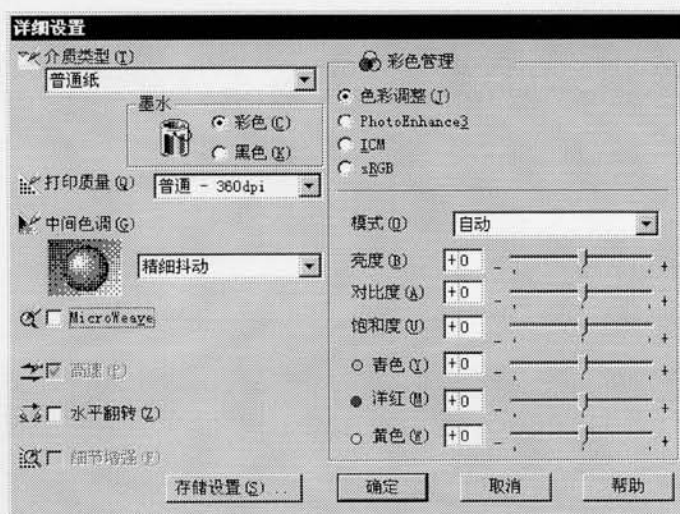 详细设置
介质类型(T)
普通纸
墨水
彩色(C)
黑色(K)
打印质量(Q) 普通 - 360dpi
中间色调(G)
精细抖动
MicroWeave
高速(P)
水平翻转(Z)
细节增强(F)
存储设置(S)...
彩色管理
色彩调整(J)
PhotoEnhance3
ICM
sRGB
模式(D) 自动
亮度(B) +0 - +
对比度(A) +0 - +
饱和度(U) +0 - +
青色(Y) +0 - +
洋红(M) +0 - +
黄色(W) +0 - +
确定 取消 帮助